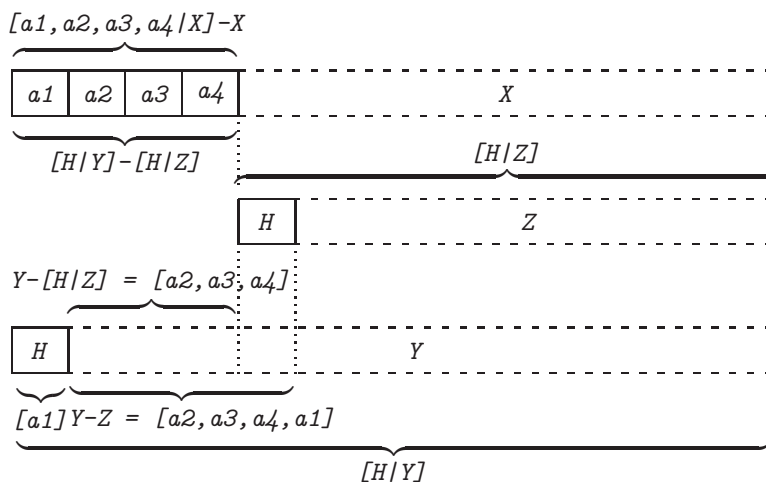 [a1,a2,a3,a4|X]-X
a1 a2 a3 a4 X
[H|Y]-[H|Z] [H|Z]
H Z
Y-[H|Z] = [a2,a3,a4]
H Y
[a1] Y-Z = [a2,a3,a4,a1]
[H|Y]